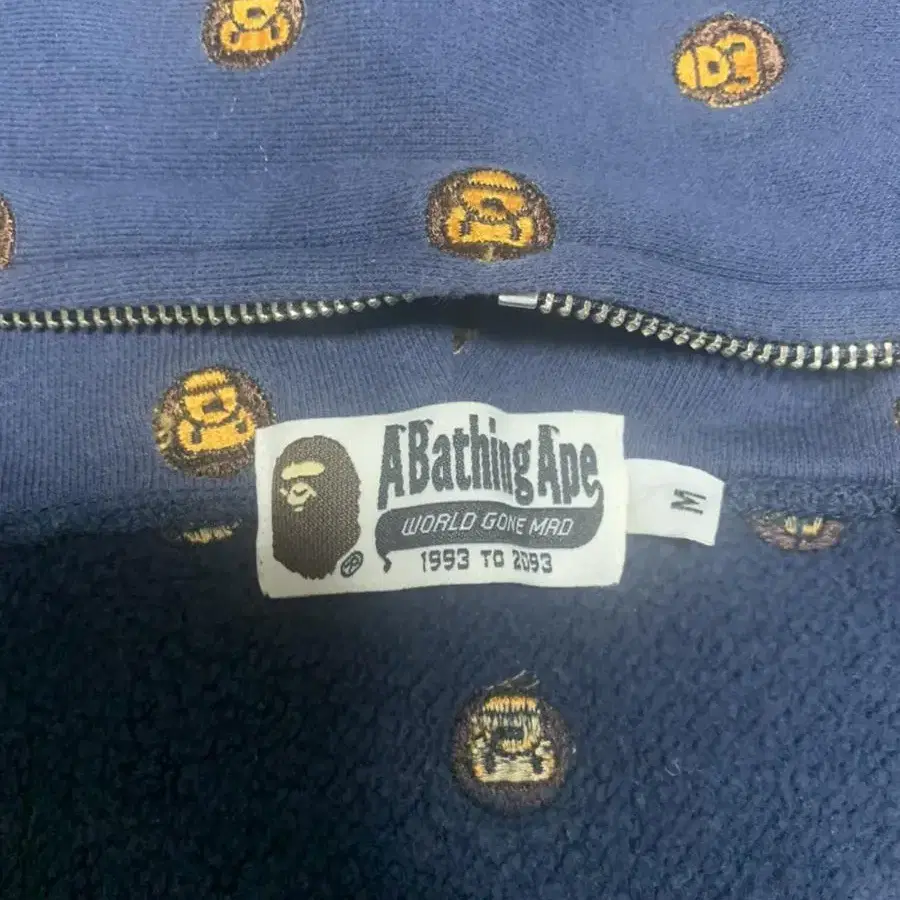 A Bathing Ape
WORLD GONE MAD
1993 TO 2093
M